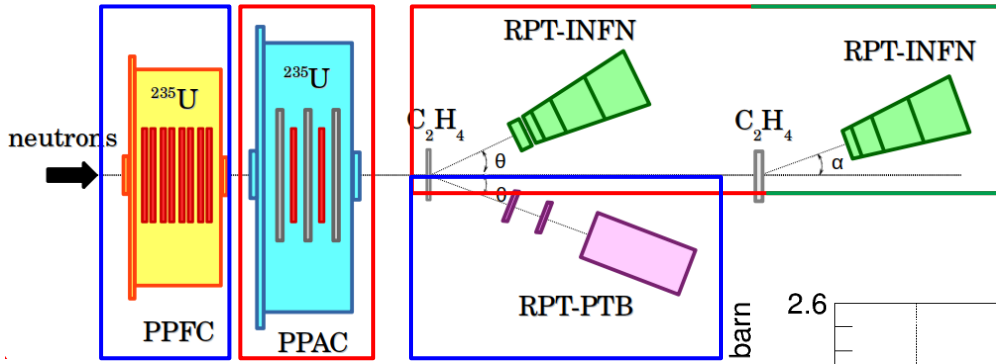 RPT-INFN
RPT-INFN
²³⁵U
²³⁵U
C₂H₄
C₂H₄
neutrons
θ
α
θ
RPT-PTB
PPFC
PPAC
barn
2.6